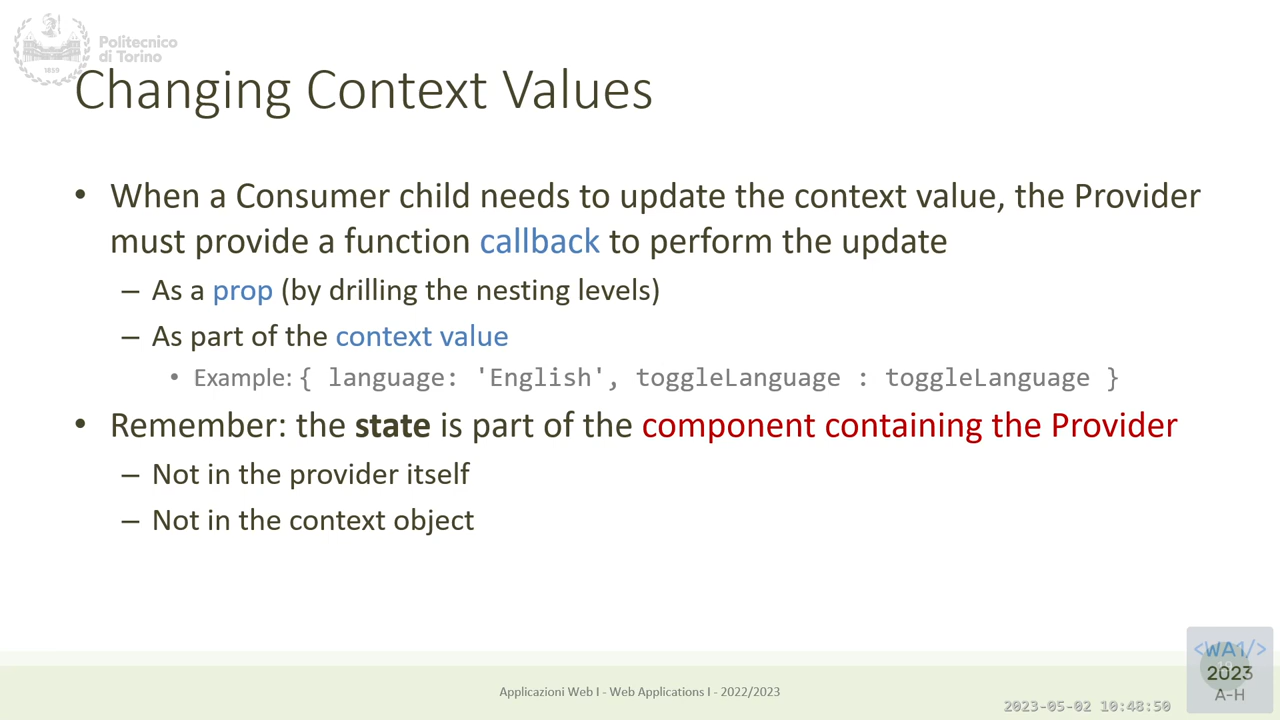 Politecnico
di Torino
1859
Changing Context Values
• When a Consumer child needs to update the context value, the Provider
must provide a function callback to perform the update
– As a prop (by drilling the nesting levels)
– As part of the context value
• Example: { language: 'English', toggleLanguage : toggleLanguage }
• Remember: the state is part of the component containing the Provider
– Not in the provider itself
– Not in the context object
<WA1/>
2023
A-H
Applicazioni Web I - Web Applications I - 2022/2023
2023-05-02 10:48:50